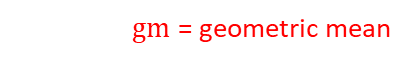 gm = geometric mean